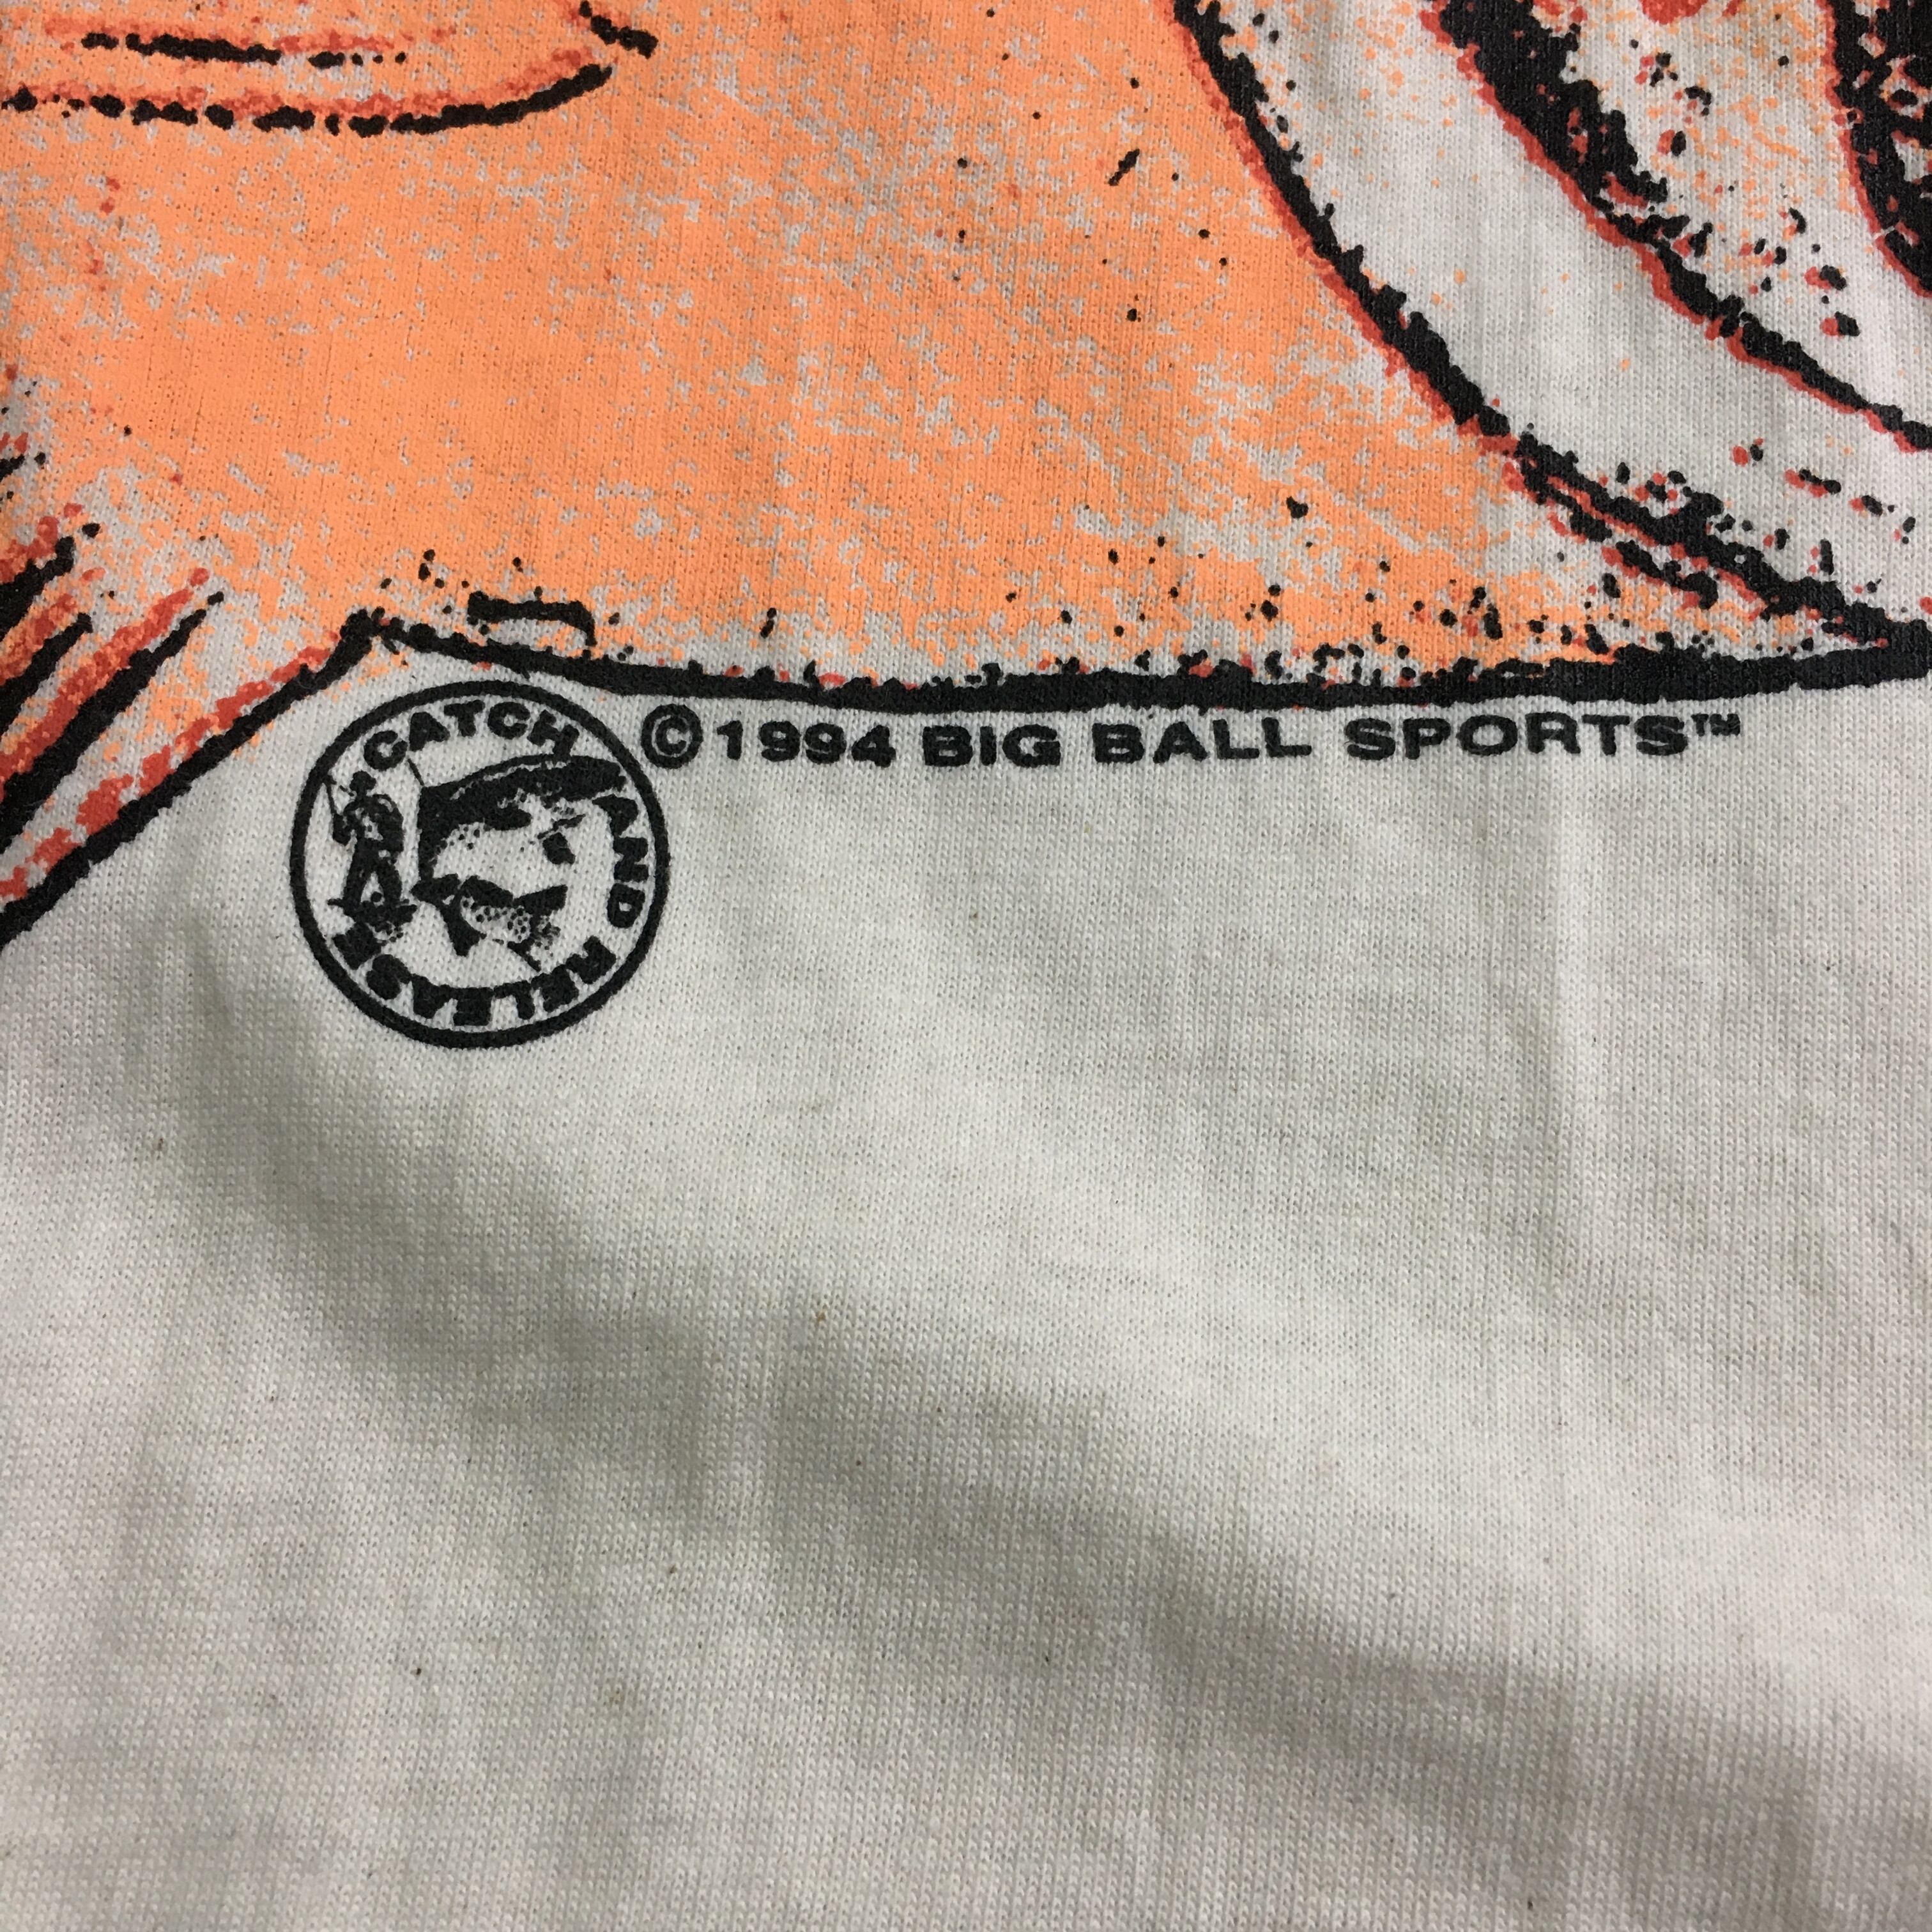 CATCH AND RELEASE
©1994 BIG BALL SPORTS™